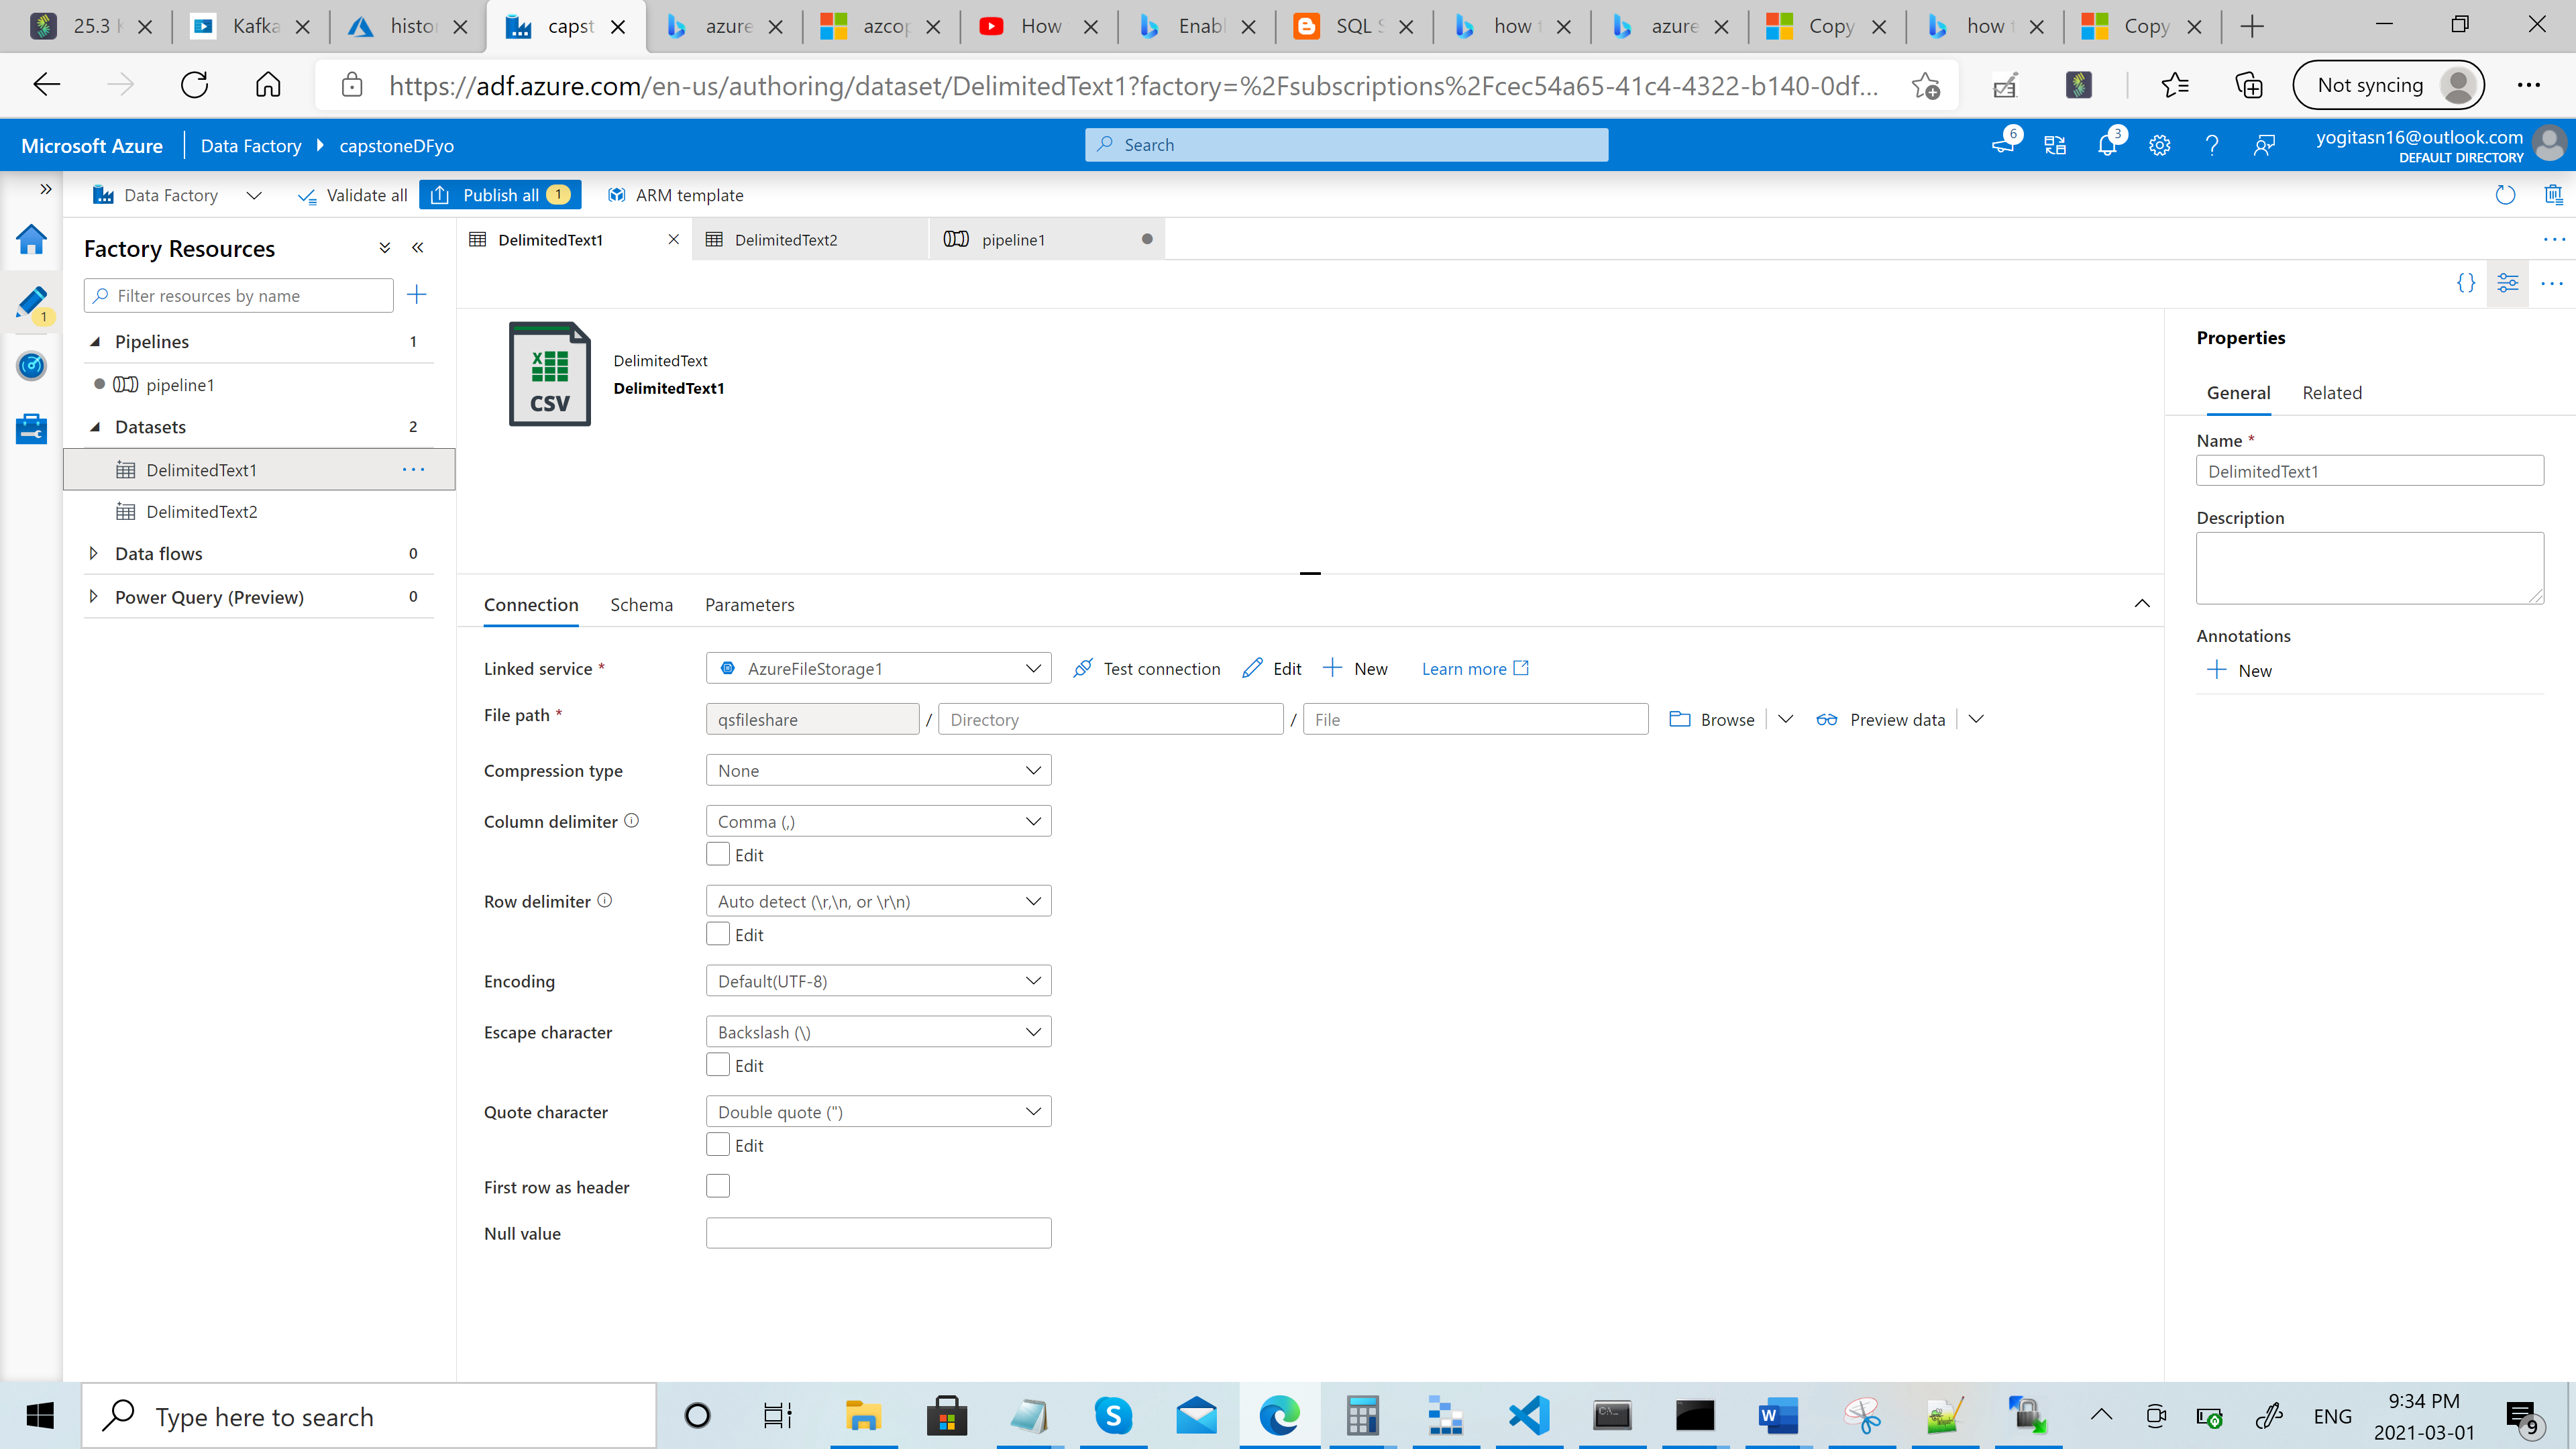 25.3 K
Kafka
histor
capst
azure
azcop
How
Enabl
SQL S
how t
azure
Copy
how t
Copy
https://adf.azure.com/en-us/authoring/dataset/DelimitedText1?factory=%2Fsubscriptions%2Fcec54a65-41c4-4322-b140-0df...
Not syncing
Microsoft Azure
Data Factory
capstoneDFyo
Search
6
3
yogitasn16@outlook.com
DEFAULT DIRECTORY
Data Factory
Validate all
Publish all 1
ARM template
Factory Resources
DelimitedText1
DelimitedText2
pipeline1
Filter resources by name
1
Pipelines 1
pipeline1
Datasets 2
DelimitedText1
DelimitedText2
Data flows 0
Power Query (Preview) 0
X
CSV
DelimitedText
DelimitedText1
Connection Schema Parameters
Linked service * AzureFileStorage1 Test connection Edit New Learn more
File path * qsfileshare / Directory / File Browse Preview data
Compression type None
Column delimiter Comma (,)
Edit
Row delimiter Auto detect (\r,\n, or \r\n)
Edit
Encoding Default(UTF-8)
Escape character Backslash (\)
Edit
Quote character Double quote (")
Edit
First row as header
Null value
Properties
General Related
Name *
DelimitedText1
Description
Annotations
New
Type here to search
ENG
9:34 PM
2021-03-01
9